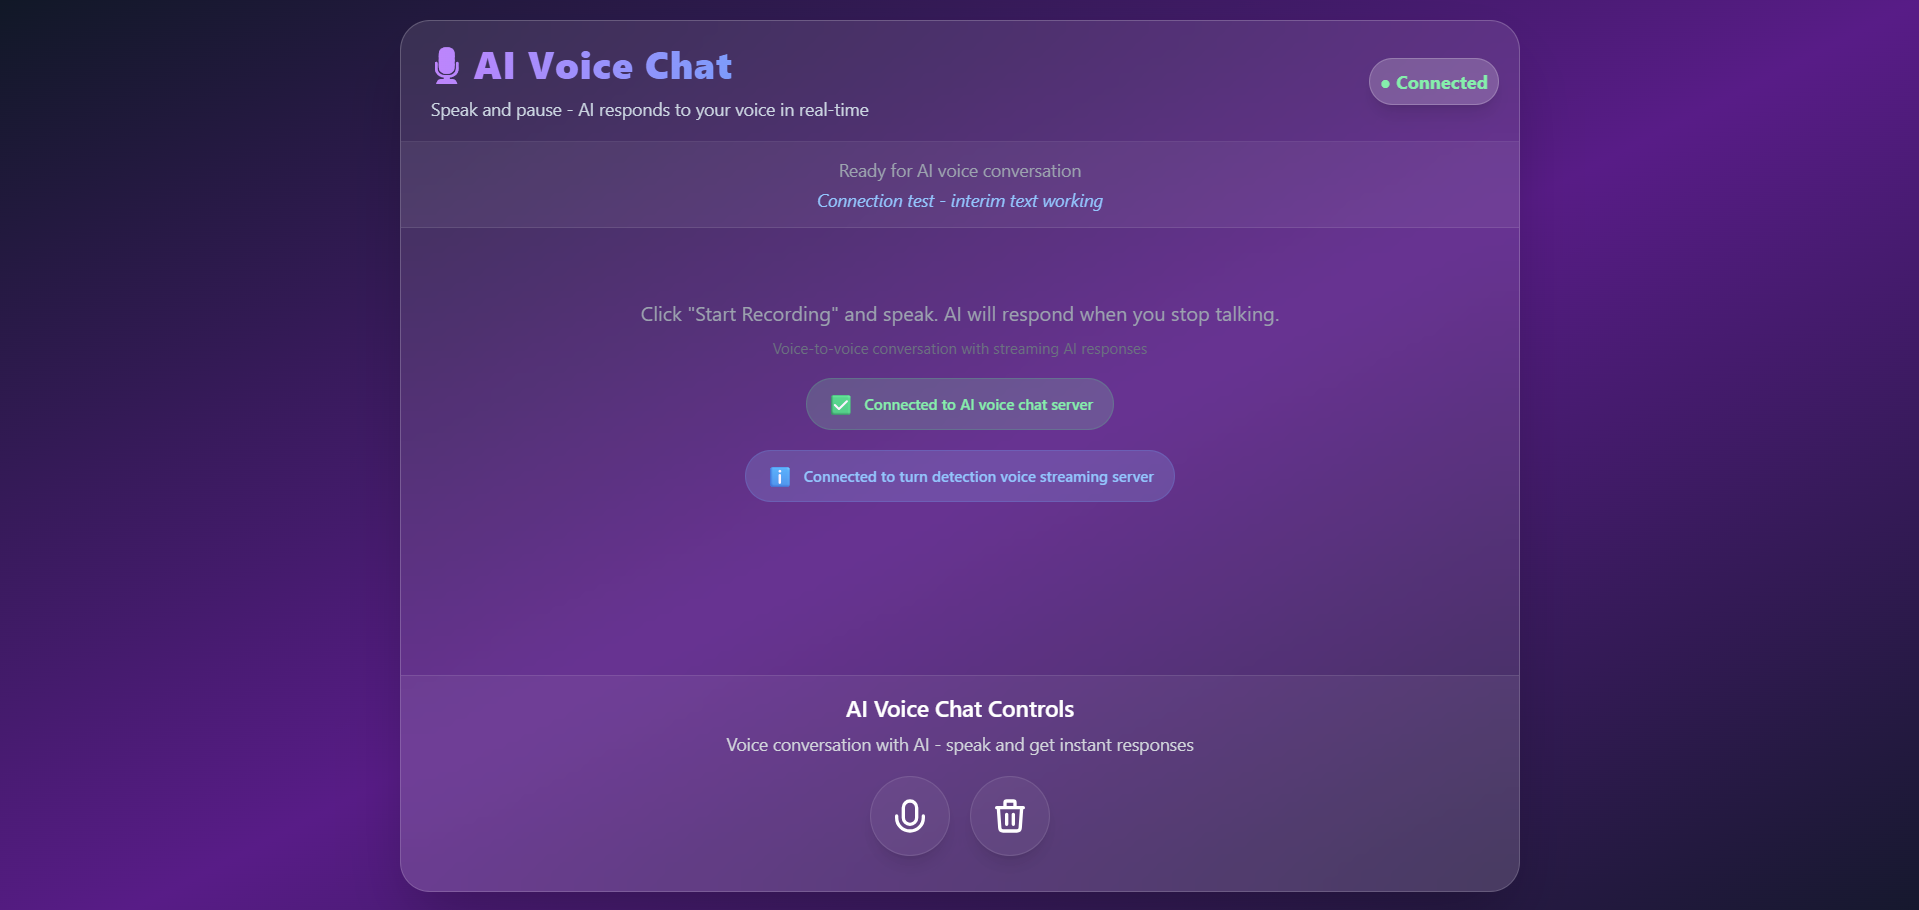 AI Voice Chat
Speak and pause - AI responds to your voice in real-time
● Connected
Ready for AI voice conversation
Connection test - interim text working
Click "Start Recording" and speak. AI will respond when you stop talking.
Voice-to-voice conversation with streaming AI responses
✅ Connected to AI voice chat server
ℹ️ Connected to turn detection voice streaming server
AI Voice Chat Controls
Voice conversation with AI - speak and get instant responses